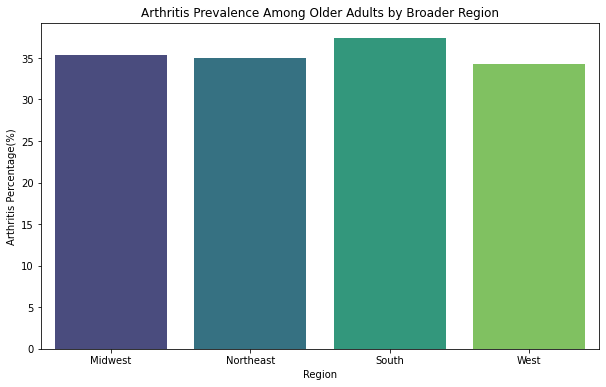 Arthritis Prevalence Among Older Adults by Broader Region
Arthritis Percentage(%)
35
30
25
20
15
10
5
0
Midwest Northeast South West
Region